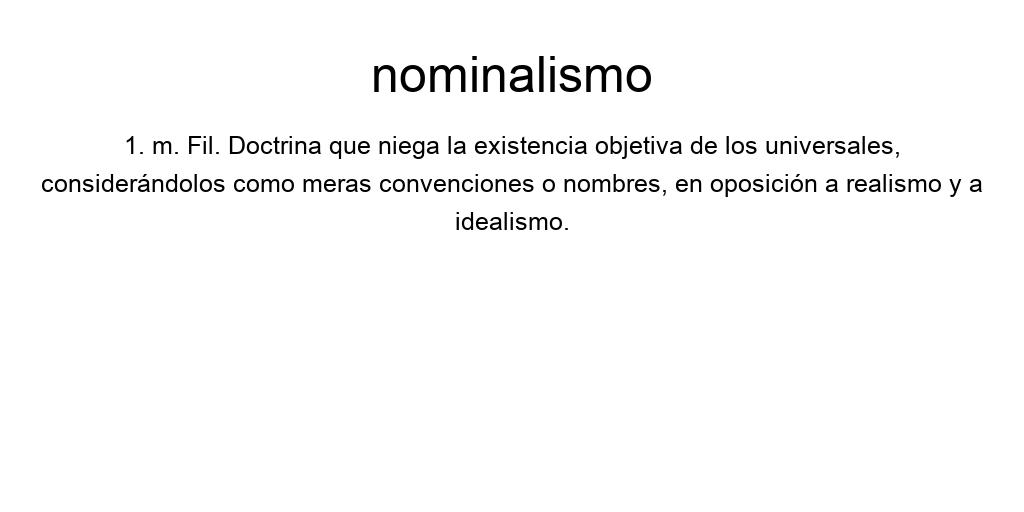 nominalismo
1. m. Fil. Doctrina que niega la existencia objetiva de los universales,
considerándolos como meras convenciones o nombres, en oposición a realismo y a
idealismo.